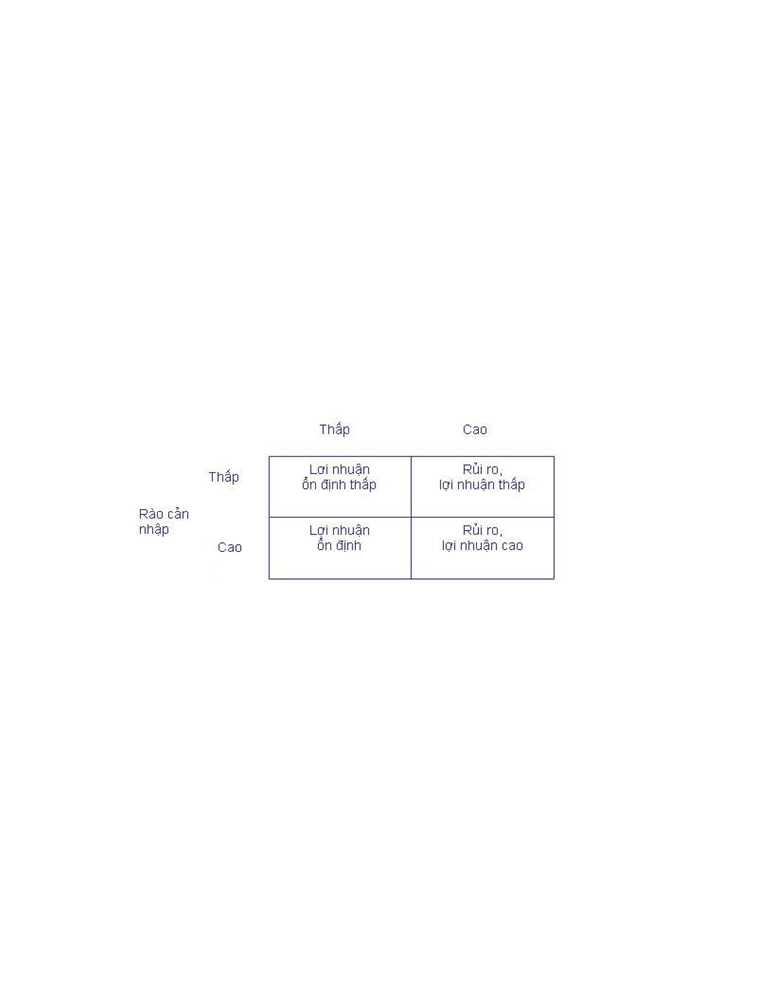 Thấp Cao
Thấp
Lơi nhuận
ổn định thấp
Rủi ro,
lợi nhuận thấp
Rào cản
nhập
Cao
Lợi nhuận
ổn định
Rủi ro,
lợi nhuận cao